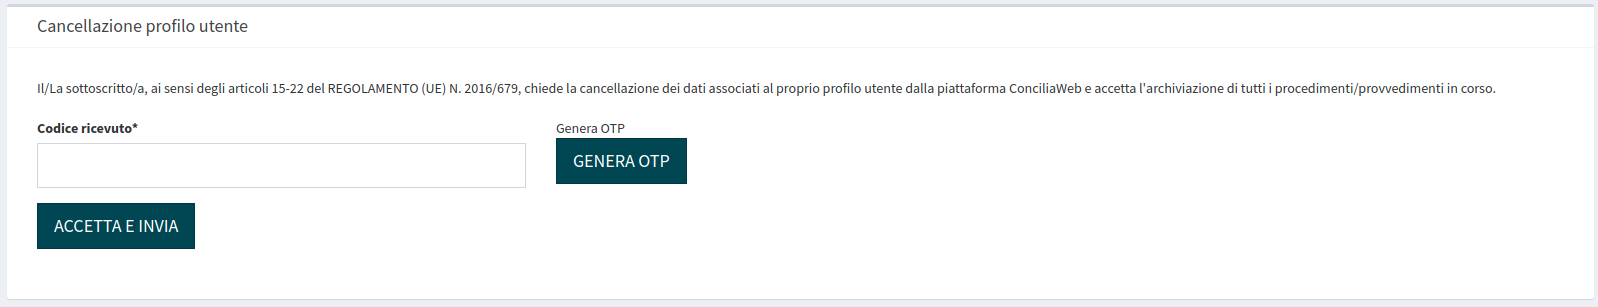 Cancellazione profilo utente
Il/La sottoscritto/a, ai sensi degli articoli 15-22 del REGOLAMENTO (UE) N. 2016/679, chiede la cancellazione dei dati associati al proprio profilo utente dalla piattaforma ConciliaWeb e accetta l'archiviazione di tutti i procedimenti/provvedimenti in corso.
Codice ricevuto*
Genera OTP
GENERA OTP
ACCETTA E INVIA